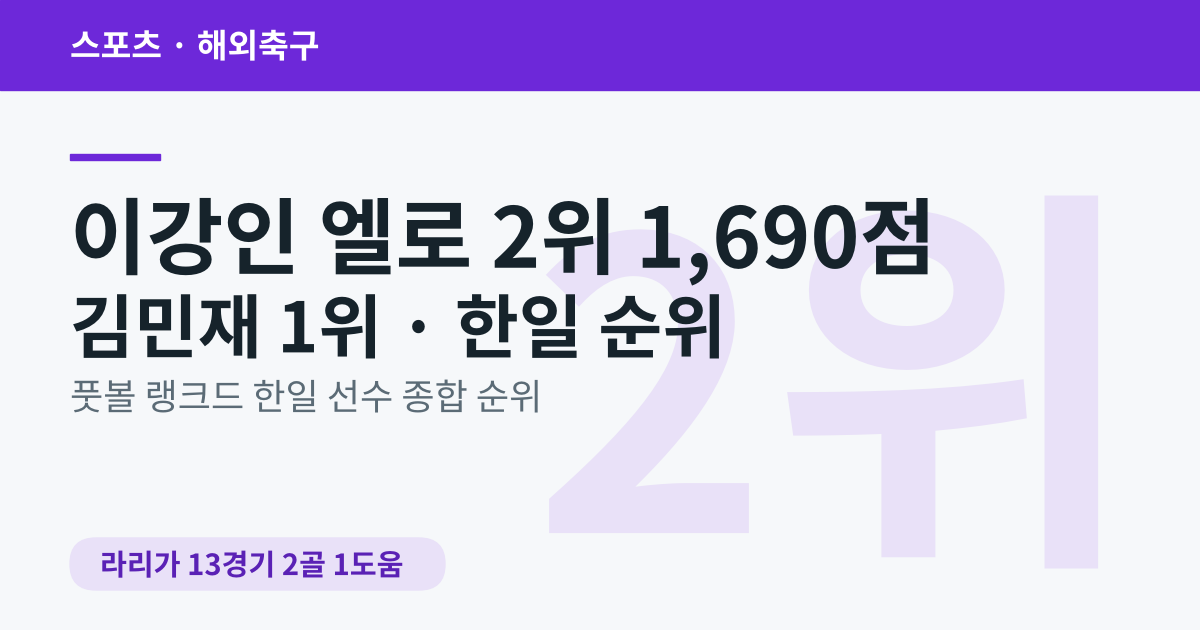 스포츠 · 해외축구
이강인 엘로 2위 1,690점
김민재 1위 · 한일 순위
풋볼 랭크드 한일 선수 종합 순위
2위
라리가 13경기 2골 1도움